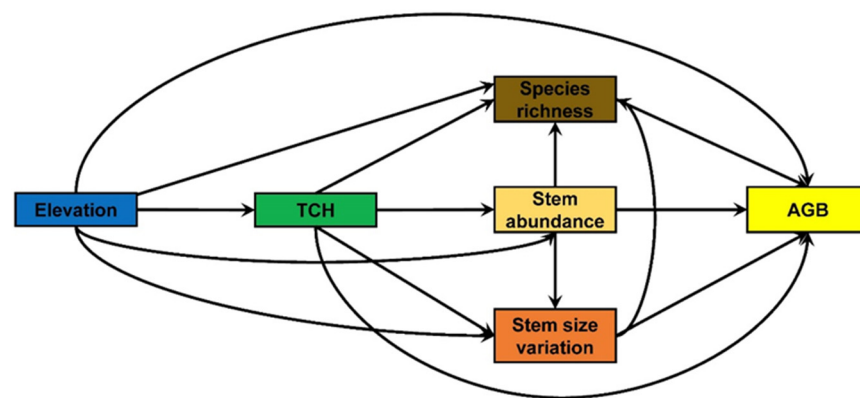 Species
richness
Elevation
TCH
Stem
abundance
AGB
Stem size
variation